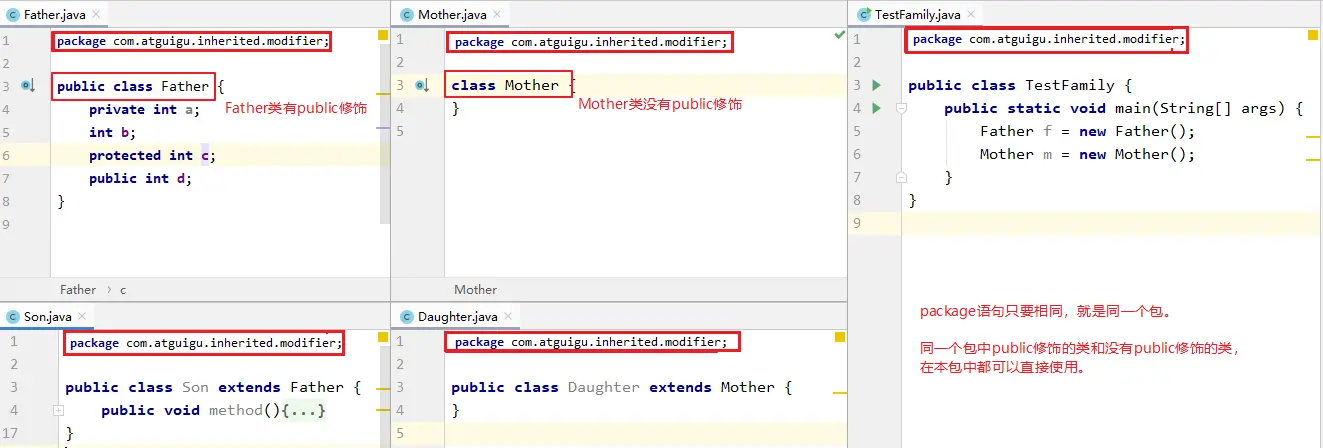 Father.java
1 package com.atguigu.inherited.modifier;
2
3 public class Father {
Father类有public修饰
4 private int a;
5 int b;
6 protected int c;
7 public int d;
8 }
9
Father › c
Mother.java
1 package com.atguigu.inherited.modifier;
2
3 class Mother {
Mother类没有public修饰
4 }
5
Mother
TestFamily.java
1 package com.atguigu.inherited.modifier;
2
3 public class TestFamily {
4 public static void main(String[] args) {
5 Father f = new Father();
6 Mother m = new Mother();
7 }
8 }
9
package语句只要相同，就是同一个包。
同一个包中public修饰的类和没有public修饰的类，
在本包中都可以直接使用。
Son.java
1 package com.atguigu.inherited.modifier;
2
3 public class Son extends Father {
4 public void method(){...}
17 }
Daughter.java
1 package com.atguigu.inherited.modifier;
2
3 public class Daughter extends Mother {
4 }
5